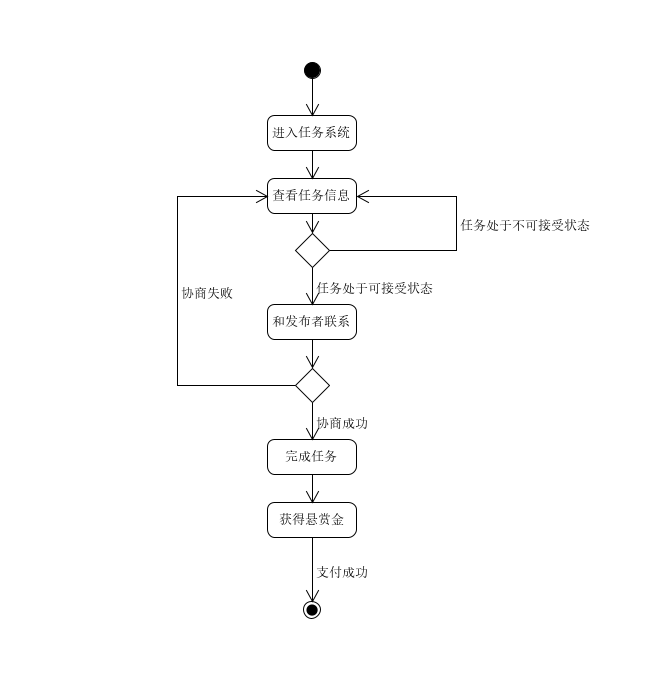 进入任务系统
查看任务信息
任务处于不可接受状态
任务处于可接受状态
协商失败
和发布者联系
协商成功
完成任务
获得悬赏金
支付成功